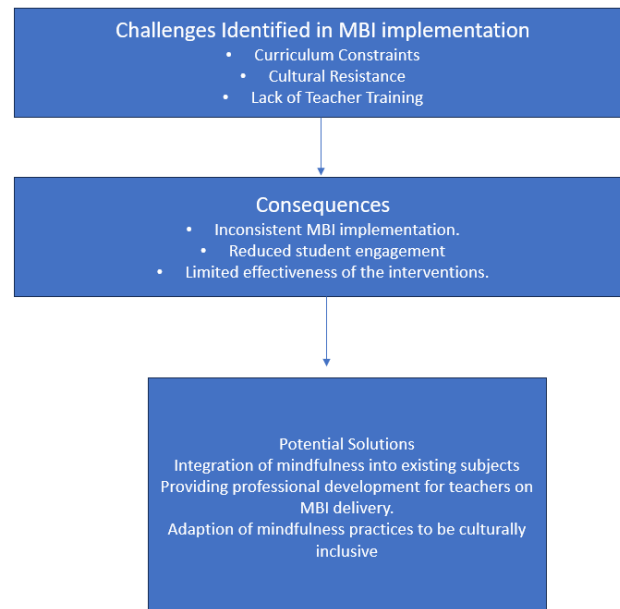 Challenges Identified in MBI implementation
• Curriculum Constraints
• Cultural Resistance
• Lack of Teacher Training
Consequences
• Inconsistent MBI implementation.
• Reduced student engagement
• Limited effectiveness of the interventions.
Potential Solutions
Integration of mindfulness into existing subjects
Providing professional development for teachers on
MBI delivery.
Adaption of mindfulness practices to be culturally
inclusive